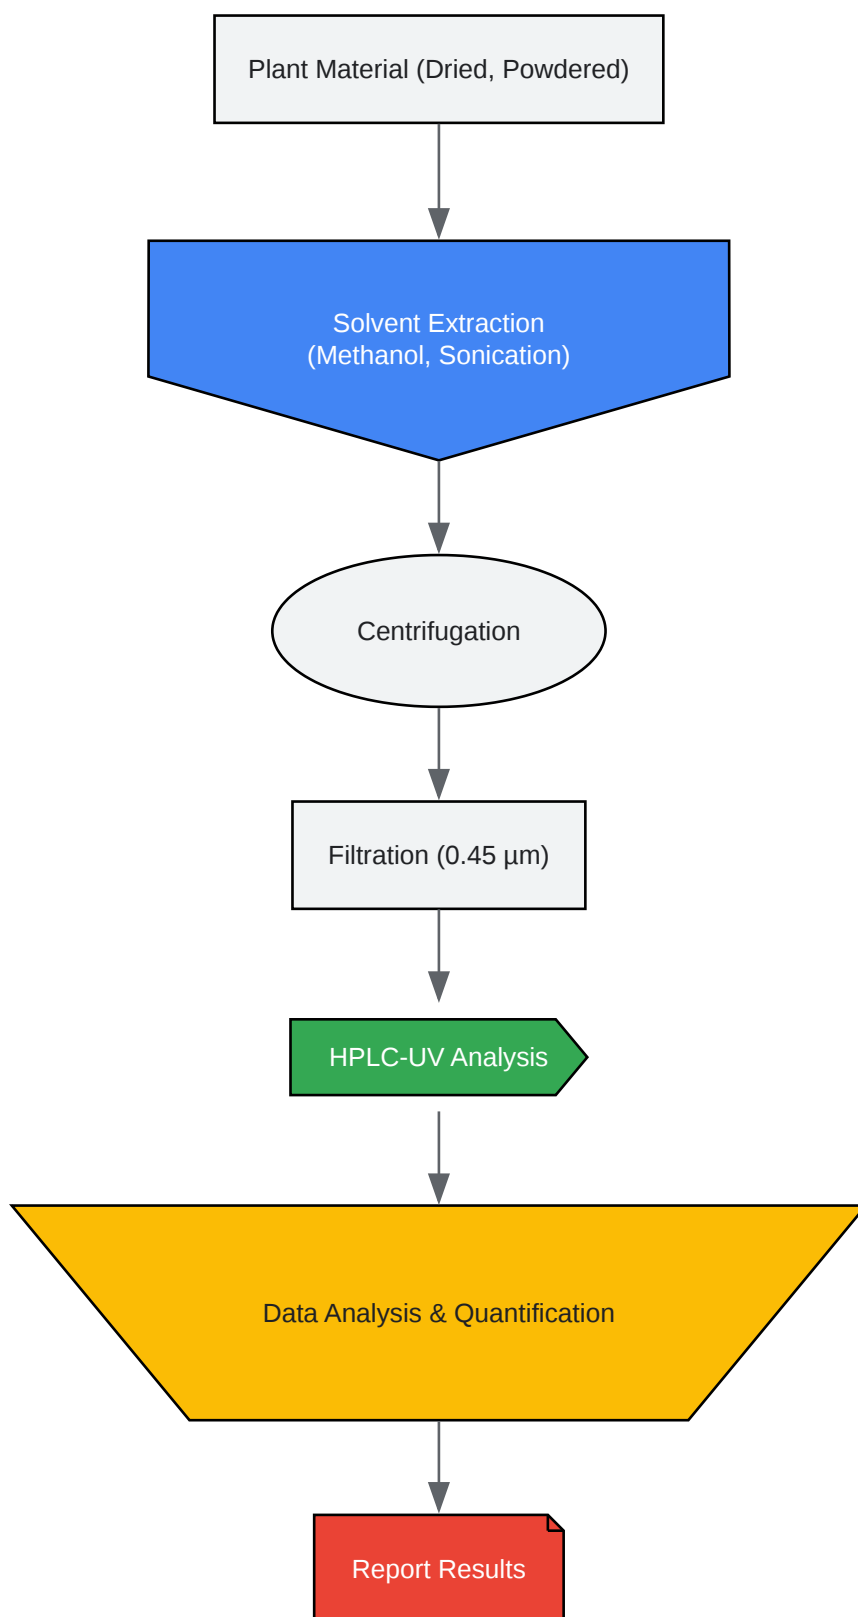 Plant Material (Dried, Powdered)
Solvent Extraction
(Methanol, Sonication)
Centrifugation
Filtration (0.45 µm)
HPLC-UV Analysis
Data Analysis & Quantification
Report Results